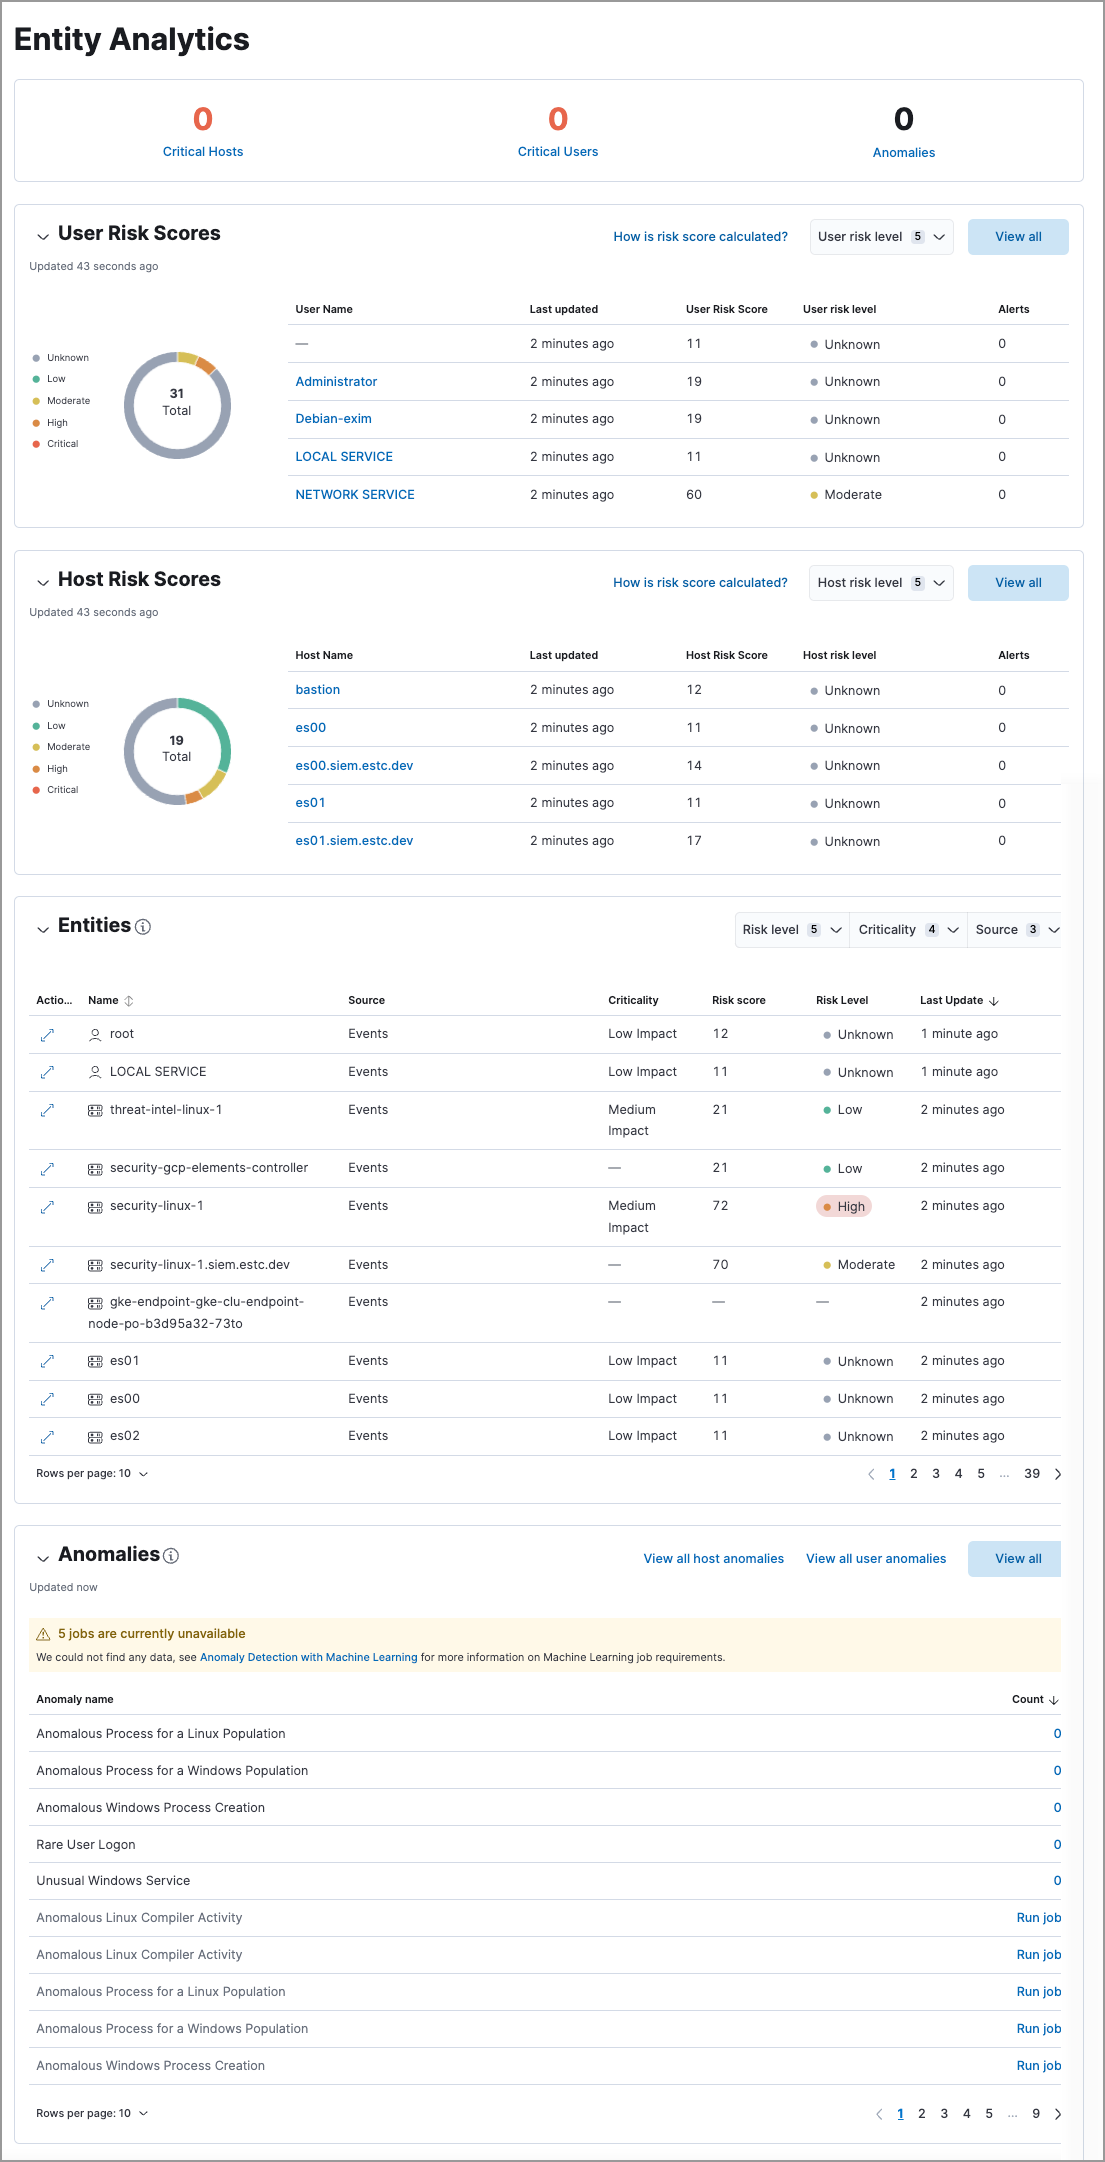 Entity Analytics
0 0 0
Critical Hosts Critical Users Anomalies
User Risk Scores How is risk score calculated? User risk level 5 View all
Updated 43 seconds ago
User Name Last updated User Risk Score User risk level Alerts
— 2 minutes ago 11 Unknown 0
Administrator 2 minutes ago 19 Unknown 0
Debian-exim 2 minutes ago 19 Unknown 0
LOCAL SERVICE 2 minutes ago 11 Unknown 0
NETWORK SERVICE 2 minutes ago 60 Moderate 0
Unknown
Low
Moderate
High
Critical
31
Total
Host Risk Scores How is risk score calculated? Host risk level 5 View all
Updated 43 seconds ago
Host Name Last updated Host Risk Score Host risk level Alerts
bastion 2 minutes ago 12 Unknown 0
es00 2 minutes ago 11 Unknown 0
es00.siem.estc.dev 2 minutes ago 14 Unknown 0
es01 2 minutes ago 11 Unknown 0
es01.siem.estc.dev 2 minutes ago 17 Unknown 0
Unknown
Low
Moderate
High
Critical
19
Total
Entities Risk level 5 Criticality 4 Source 3
Actio... Name Source Criticality Risk score Risk Level Last Update
root Events Low Impact 12 Unknown 1 minute ago
LOCAL SERVICE Events Low Impact 11 Unknown 1 minute ago
threat-intel-linux-1 Events Medium 21 Low 2 minutes ago
Impact
security-gcp-elements-controller Events — 21 Low 2 minutes ago
security-linux-1 Events Medium 72 High 2 minutes ago
Impact
security-linux-1.siem.estc.dev Events — 70 Moderate 2 minutes ago
gke-endpoint-gke-clu-endpoint- Events — — — 2 minutes ago
node-po-b3d95a32-73to
es01 Events Low Impact 11 Unknown 2 minutes ago
es00 Events Low Impact 11 Unknown 2 minutes ago
es02 Events Low Impact 11 Unknown 2 minutes ago
Rows per page: 10 1 2 3 4 5 ... 39
Anomalies View all host anomalies View all user anomalies View all
Updated now
5 jobs are currently unavailable
We could not find any data, see Anomaly Detection with Machine Learning for more information on Machine Learning job requirements.
Anomaly name Count
Anomalous Process for a Linux Population 0
Anomalous Process for a Windows Population 0
Anomalous Windows Process Creation 0
Rare User Logon 0
Unusual Windows Service 0
Anomalous Linux Compiler Activity Run job
Anomalous Linux Compiler Activity Run job
Anomalous Process for a Linux Population Run job
Anomalous Process for a Windows Population Run job
Anomalous Windows Process Creation Run job
Rows per page: 10 1 2 3 4 5 ... 9